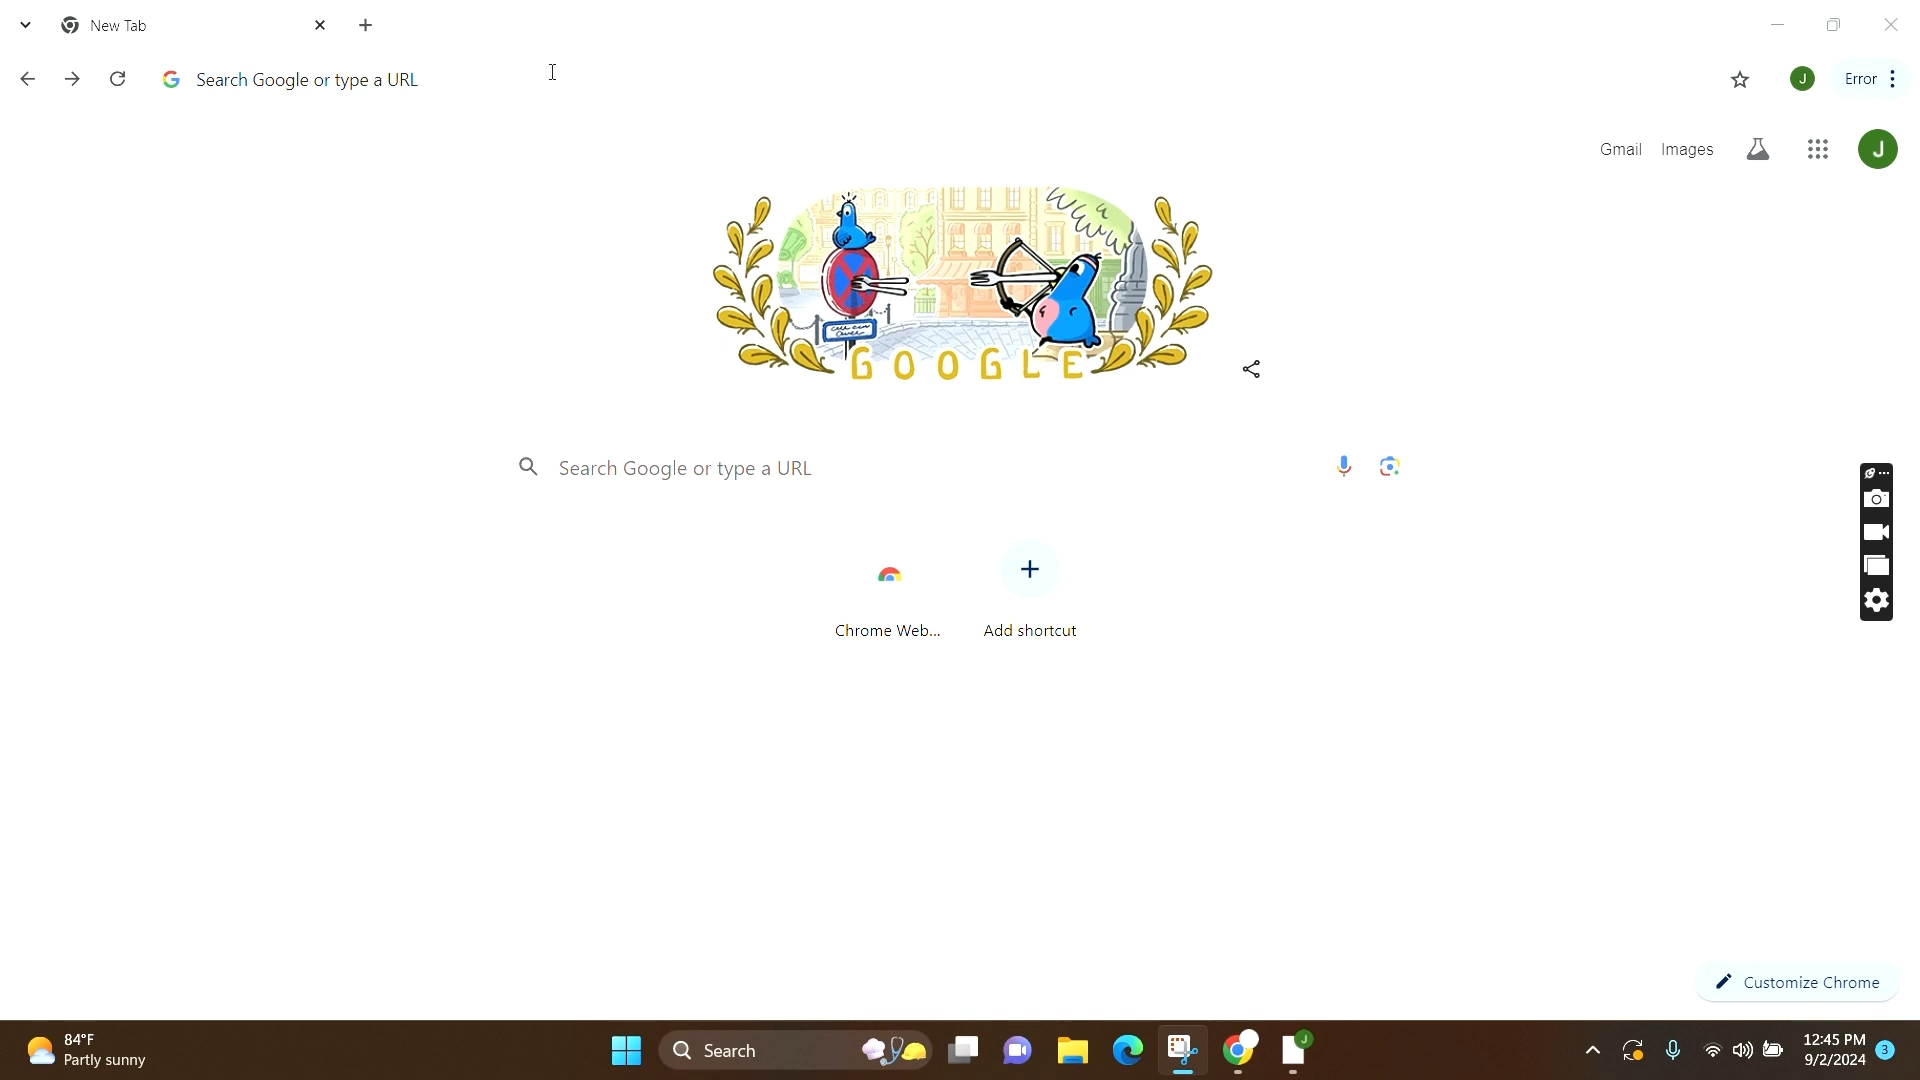 New Tab
Search Google or type a URL
J
Error
Gmail
Images
J
GOOGLE
Search Google or type a URL
Chrome Web...
Add shortcut
Customize Chrome
84°F
Partly sunny
Search
J
12:45 PM
9/2/2024
3